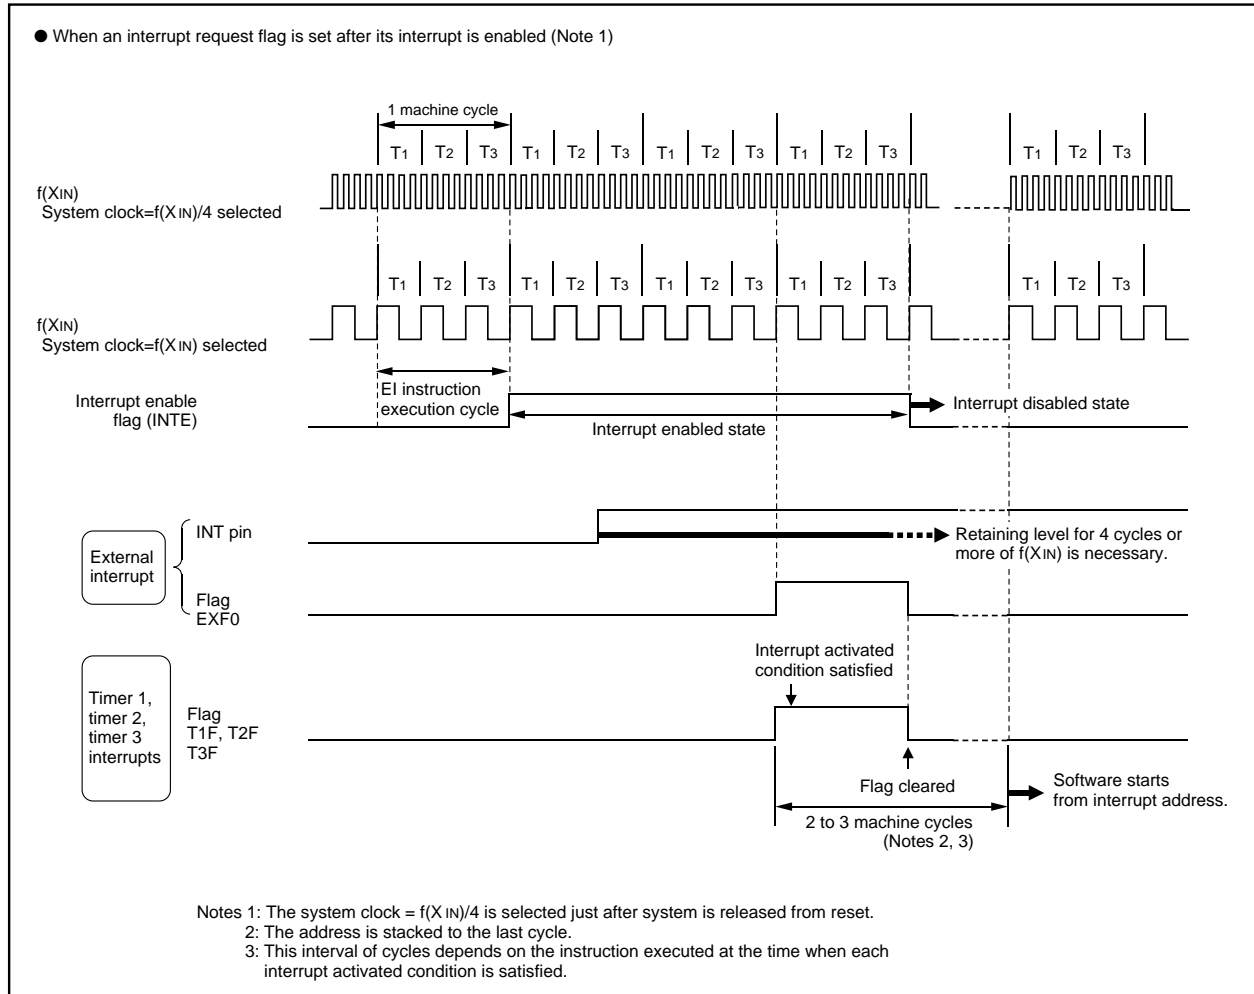 ● When an interrupt request flag is set after its interrupt is enabled (Note 1)
1 machine cycle
T1 T2 T3 T1 T2 T3 T1 T2 T3 T1 T2 T3 T1 T2 T3
f(XIN)
System clock=f(XIN)/4 selected
T1 T2 T3 T1 T2 T3 T1 T2 T3 T1 T2 T3 T1 T2 T3
f(XIN)
System clock=f(XIN) selected
EI instruction
execution cycle
Interrupt enable
flag (INTE)
Interrupt enabled state
Interrupt disabled state
External
interrupt
INT pin
Retaining level for 4 cycles or
more of f(XIN) is necessary.
Flag
EXF0
Interrupt activated
condition satisfied
Timer 1,
timer 2,
timer 3
interrupts
Flag
T1F, T2F
T3F
Flag cleared
2 to 3 machine cycles
(Notes 2, 3)
Software starts
from interrupt address.
Notes 1: The system clock = f(XIN)/4 is selected just after system is released from reset.
2: The address is stacked to the last cycle.
3: This interval of cycles depends on the instruction executed at the time when each
interrupt activated condition is satisfied.